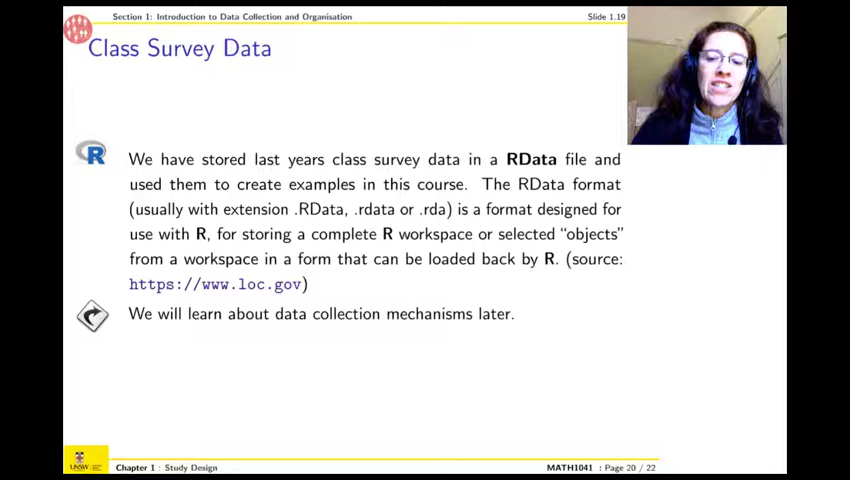 Section 1: Introduction to Data Collection and Organisation
Slide 1.19
Class Survey Data
R
We have stored last years class survey data in a RData file and
used them to create examples in this course. The RData format
(usually with extension .RData, .rdata or .rda) is a format designed for
use with R, for storing a complete R workspace or selected “objects”
from a workspace in a form that can be loaded back by R. (source:
https://www.loc.gov)
We will learn about data collection mechanisms later.
UNSW
Chapter 1 : Study Design
MATH1041 : Page 20 / 22